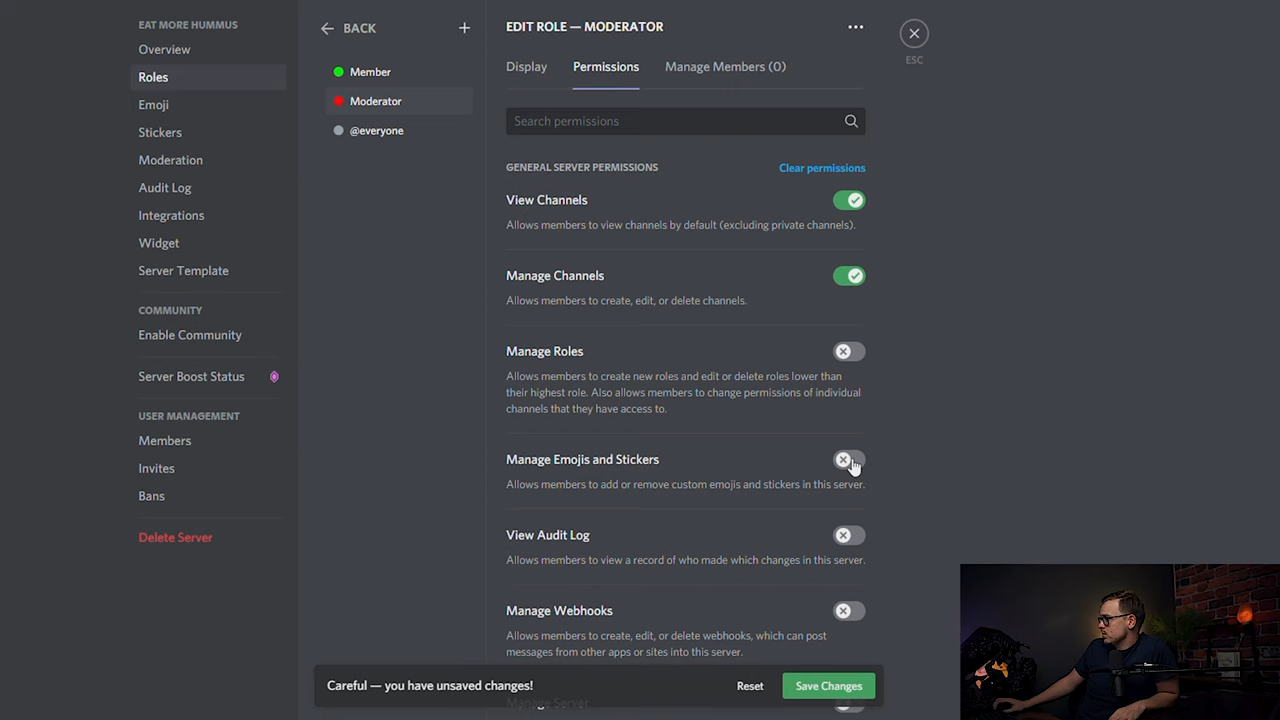 EAT MORE HUMMUS
Overview
Roles
Emoji
Stickers
Moderation
Audit Log
Integrations
Widget
Server Template
COMMUNITY
Enable Community
Server Boost Status
USER MANAGEMENT
Members
Invites
Bans
Delete Server
BACK
+
Member
Moderator
@everyone
EDIT ROLE — MODERATOR
Display Permissions Manage Members (0)
Search permissions
GENERAL SERVER PERMISSIONS Clear permissions
View Channels
Allows members to view channels by default (excluding private channels).
Manage Channels
Allows members to create, edit, or delete channels.
Manage Roles
Allows members to create new roles and edit or delete roles lower than
their highest role. Also allows members to change permissions of individual
channels that they have access to.
Manage Emojis and Stickers
Allows members to add or remove custom emojis and stickers in this server.
View Audit Log
Allows members to view a record of who made which changes in this server.
Manage Webhooks
Allows members to create, edit, or delete webhooks, which can post
messages from other apps or sites into this server.
Careful — you have unsaved changes! Reset Save Changes
Manage Server
ESC